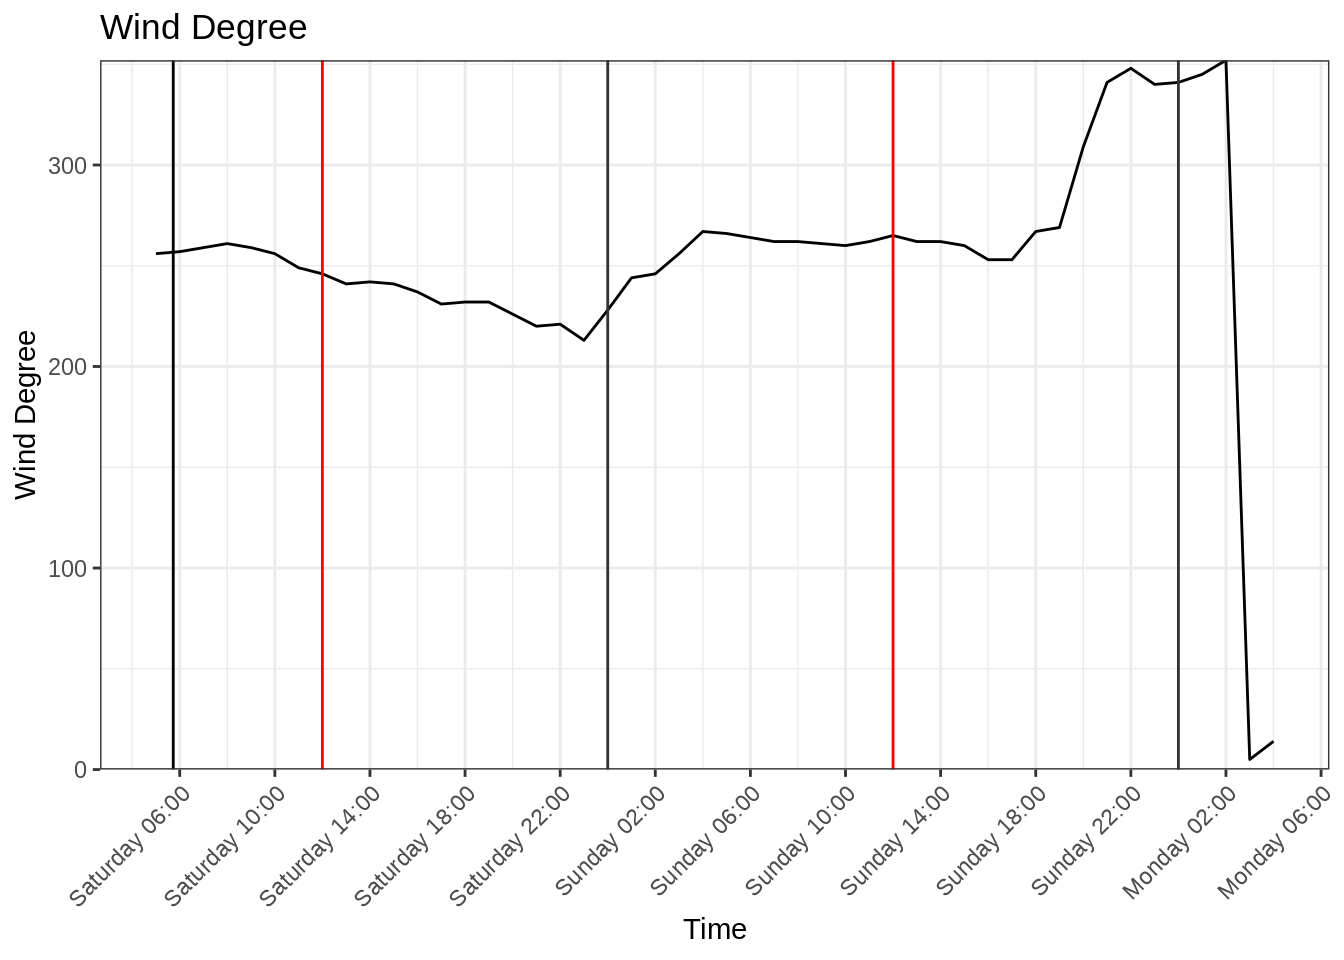 Wind Degree
Wind Degree
300
200
100
0
Saturday 06:00
Saturday 10:00
Saturday 14:00
Saturday 18:00
Saturday 22:00
Sunday 02:00
Sunday 06:00
Sunday 10:00
Sunday 14:00
Sunday 18:00
Sunday 22:00
Monday 02:00
Monday 06:00
Time